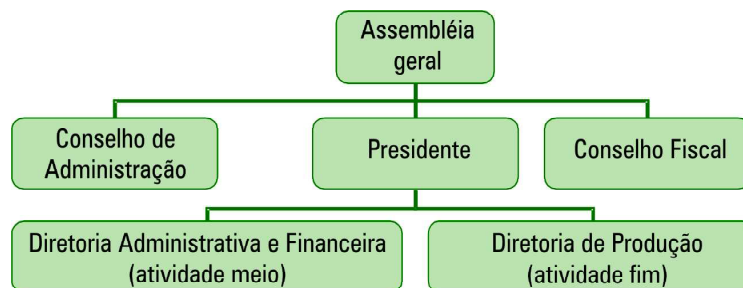 Assembléia
geral
Conselho de
Administração
Presidente
Conselho Fiscal
Diretoria Administrativa e Financeira
(atividade meio)
Diretoria de Produção
(atividade fim)